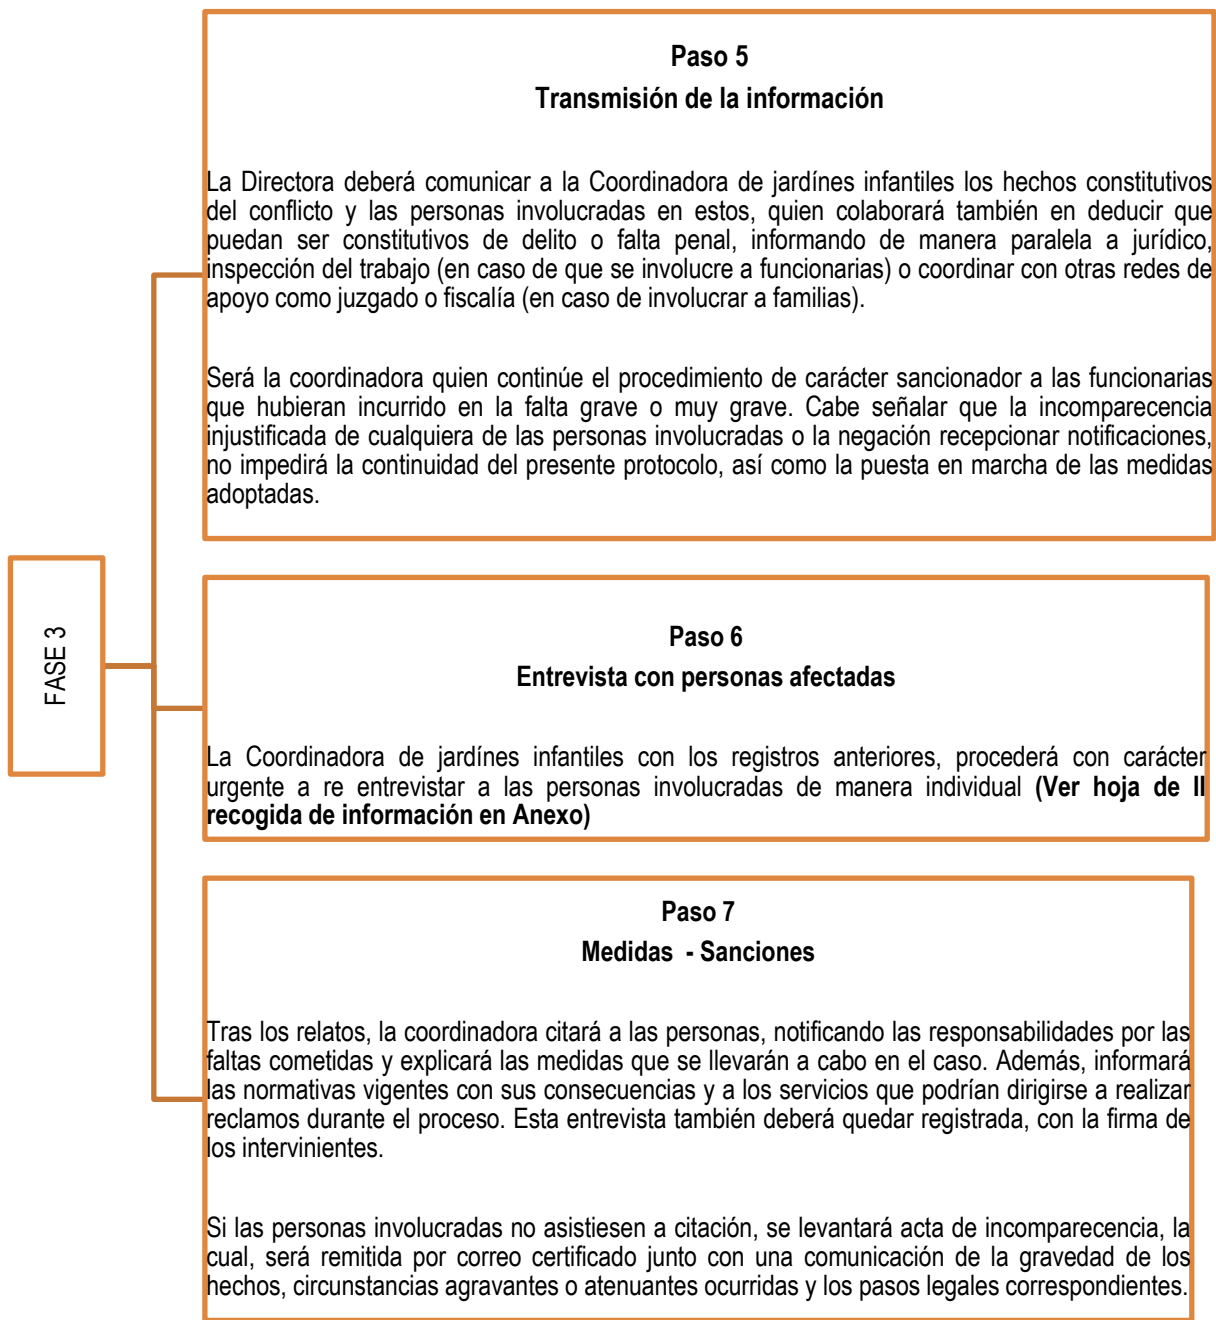 Paso 5
Transmisión de la información
La Directora deberá comunicar a la Coordinadora de jardínes infantiles los hechos constitutivos
del conflicto y las personas involucradas en estos, quien colaborará también en deducir que
puedan ser constitutivos de delito o falta penal, informando de manera paralela a jurídico,
inspección del trabajo (en caso de que se involucre a funcionarias) o coordinar con otras redes de
apoyo como juzgado o fiscalía (en caso de involucrar a familias).
Será la coordinadora quien continúe el procedimiento de carácter sancionador a las funcionarias
que hubieran incurrido en la falta grave o muy grave. Cabe señalar que la incomparecencia
injustificada de cualquiera de las personas involucradas o la negación recepcionar notificaciones,
no impedirá la continuidad del presente protocolo, así como la puesta en marcha de las medidas
adoptadas.
FASE 3
Paso 6
Entrevista con personas afectadas
La Coordinadora de jardínes infantiles con los registros anteriores, procederá con carácter
urgente a re entrevistar a las personas involucradas de manera individual (Ver hoja de II
recogida de información en Anexo)
Paso 7
Medidas - Sanciones
Tras los relatos, la coordinadora citará a las personas, notificando las responsabilidades por las
faltas cometidas y explicará las medidas que se llevarán a cabo en el caso. Además, informará
las normativas vigentes con sus consecuencias y a los servicios que podrían dirigirse a realizar
reclamos durante el proceso. Esta entrevista también deberá quedar registrada, con la firma de
los intervinientes.
Si las personas involucradas no asistiesen a citación, se levantará acta de incomparecencia, la
cual, será remitida por correo certificado junto con una comunicación de la gravedad de los
hechos, circunstancias agravantes o atenuantes ocurridas y los pasos legales correspondientes.